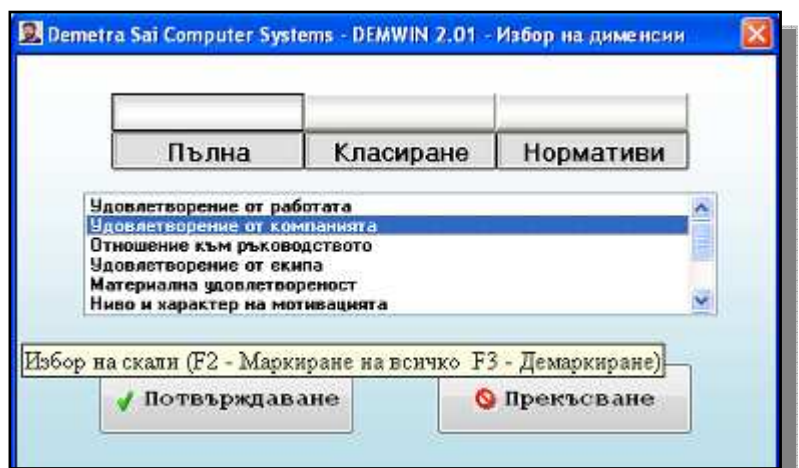 Demetra Sai Computer Systems - DEMWIN 2.01 - Избор на дименсии
Пълна Класиране Нормативи
Удовлетворение от работата
Удовлетворение от компанията
Отношение към ръководството
Удовлетворение от екипа
Материална удовлетвореност
Ниво и характер на мотивацията
Избор на скали (F2 - Маркиране на всичко F3 - Демаркиране)
Потвърждаване Прекъсване